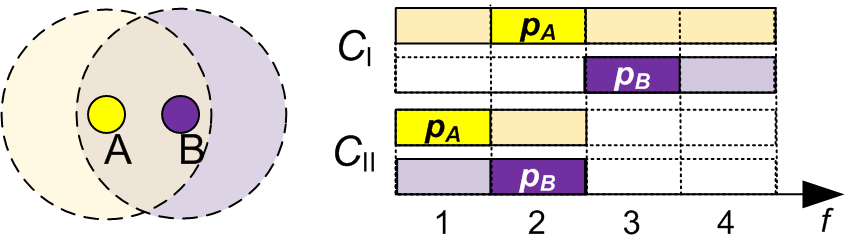 A B
C_I
p_A
p_B
C_II
p_A
p_B
1 2 3 4 f